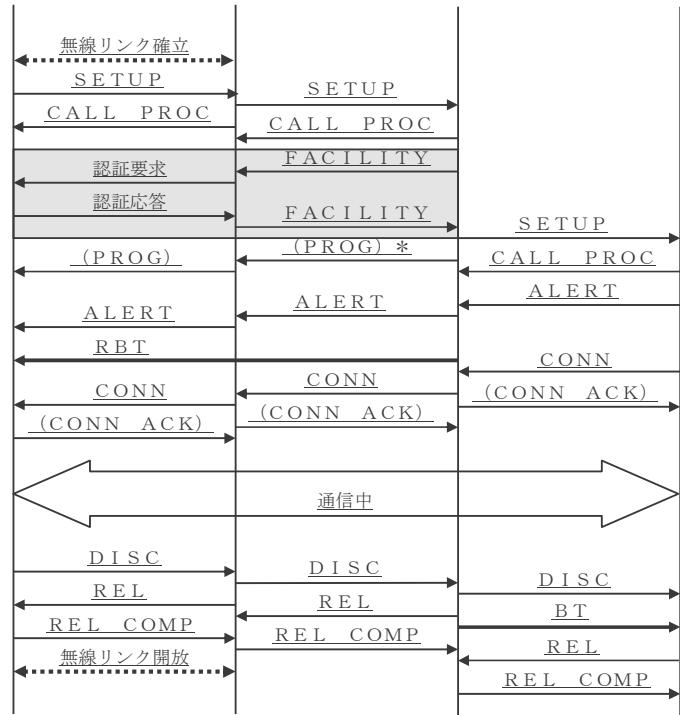 無線リンク確立
ＳＥＴＵＰ
ＳＥＴＵＰ
ＣＡＬＬ　ＰＲＯＣ
ＣＡＬＬ　ＰＲＯＣ
ＦＡＣＩＬＩＴＹ
認証要求
認証応答
ＦＡＣＩＬＩＴＹ
ＳＥＴＵＰ
（ＰＲＯＧ）＊
（ＰＲＯＧ）
ＣＡＬＬ　ＰＲＯＣ
ＡＬＥＲＴ
ＡＬＥＲＴ
ＡＬＥＲＴ
ＲＢＴ
ＣＯＮＮ
ＣＯＮＮ
ＣＯＮＮ
（ＣＯＮＮ　ＡＣＫ）
（ＣＯＮＮ　ＡＣＫ）
（ＣＯＮＮ　ＡＣＫ）
通信中
ＤＩＳＣ
ＤＩＳＣ
ＤＩＳＣ
ＲＥＬ
ＲＥＬ
ＢＴ
ＲＥＬ　ＣＯＭＰ
ＲＥＬ　ＣＯＭＰ
ＲＥＬ
無線リンク開放
ＲＥＬ　ＣＯＭＰ